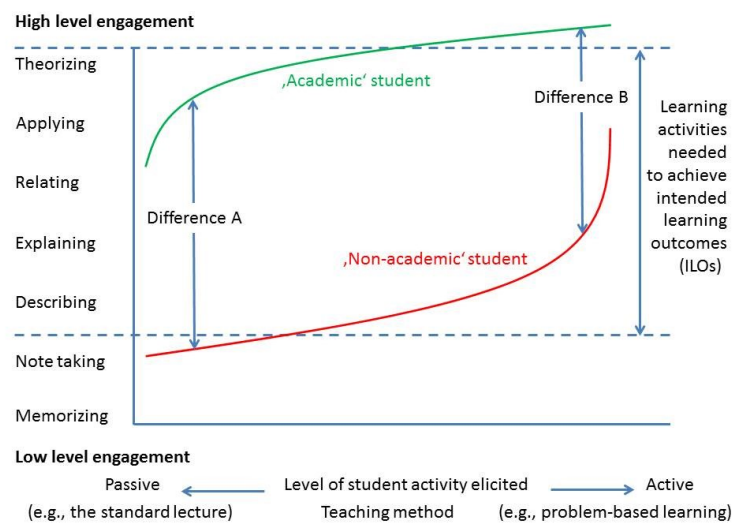 High level engagement
Theorizing
Applying
Relating
Explaining
Describing
Note taking
Memorizing
Low level engagement
‚Academic‘ student
Difference A
‚Non-academic‘ student
Difference B
Learning
activities
needed
to achieve
intended
learning
outcomes
(ILOs)
Passive
(e.g., the standard lecture)
Level of student activity elicited
Teaching method
Active
(e.g., problem-based learning)